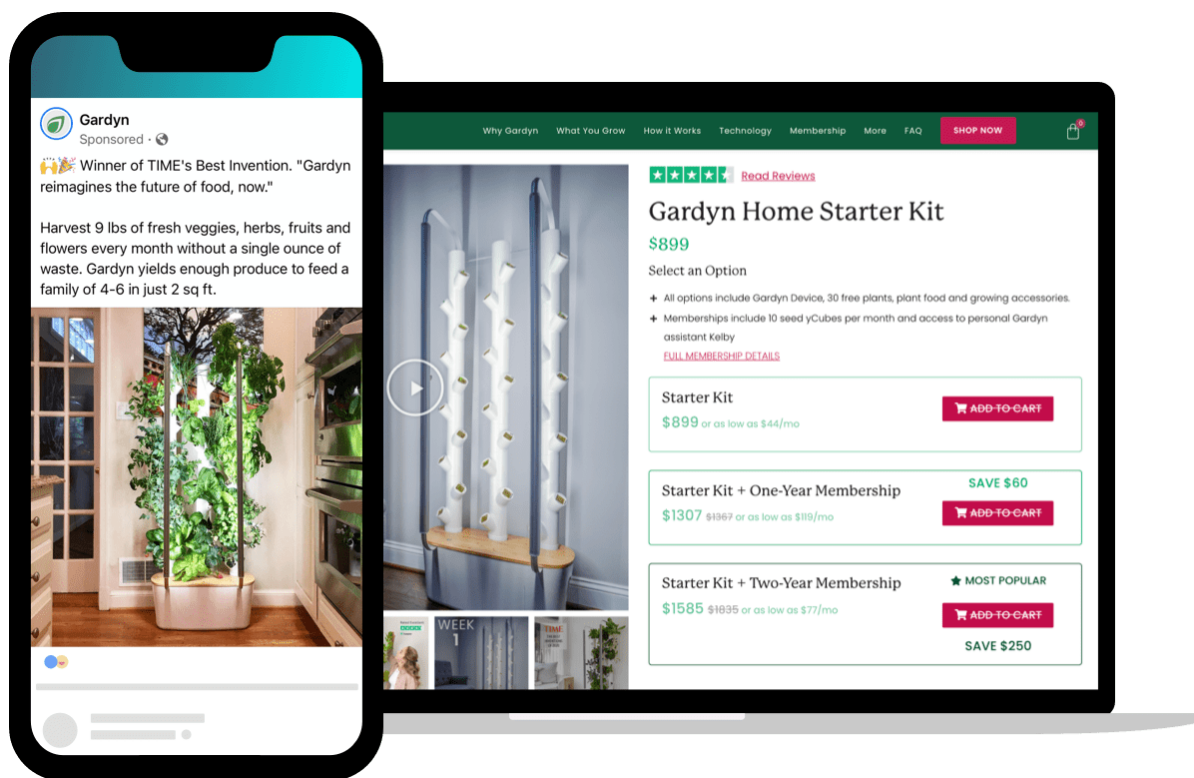 Gardyn
Sponsored ·
🙌🎉 Winner of TIME's Best Invention. "Gardyn
reimagines the future of food, now."
Harvest 9 lbs of fresh veggies, herbs, fruits and
flowers every month without a single ounce of
waste. Gardyn yields enough produce to feed a
family of 4-6 in just 2 sq ft.
Why Gardyn What You Grow How it Works Technology Membership More FAQ SHOP NOW 0
Read Reviews
Gardyn Home Starter Kit
$899
Select an Option
+ All options include Gardyn Device, 30 free plants, plant food and growing accessories.
+ Memberships include 10 seed yCubes per month and access to personal Gardyn
assistant Kelby
FULL MEMBERSHIP DETAILS
Starter Kit
$899 or as low as $44/mo
ADD TO CART
Starter Kit + One-Year Membership
$1307 $1367 or as low as $119/mo
SAVE $60
ADD TO CART
Starter Kit + Two-Year Membership
$1585 $1835 or as low as $77/mo
★ MOST POPULAR
ADD TO CART
SAVE $250
WEEK
1
TIME